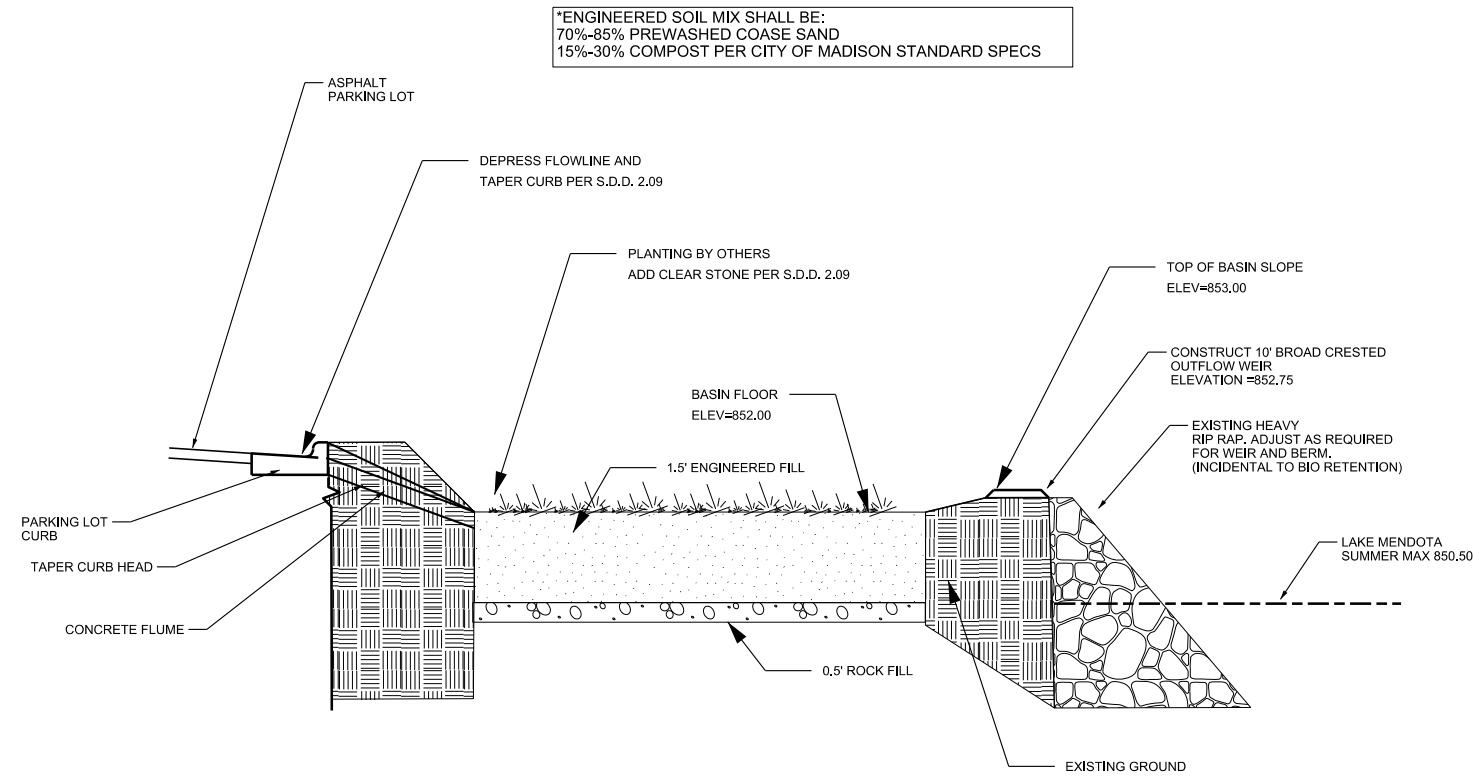 *ENGINEERED SOIL MIX SHALL BE:
70%-85% PREWASHED COASE SAND
15%-30% COMPOST PER CITY OF MADISON STANDARD SPECS
ASPHALT
PARKING LOT
DEPRESS FLOWLINE AND
TAPER CURB PER S.D.D. 2.09
PLANTING BY OTHERS
ADD CLEAR STONE PER S.D.D. 2.09
TOP OF BASIN SLOPE
ELEV=853.00
CONSTRUCT 10' BROAD CRESTED
OUTFLOW WEIR
ELEVATION =852.75
BASIN FLOOR
ELEV=852.00
EXISTING HEAVY
RIP RAP. ADJUST AS REQUIRED
FOR WEIR AND BERM.
(INCIDENTAL TO BIO RETENTION)
1.5' ENGINEERED FILL
PARKING LOT
CURB
LAKE MENDOTA
SUMMER MAX 850.50
TAPER CURB HEAD
CONCRETE FLUME
0.5' ROCK FILL
EXISTING GROUND